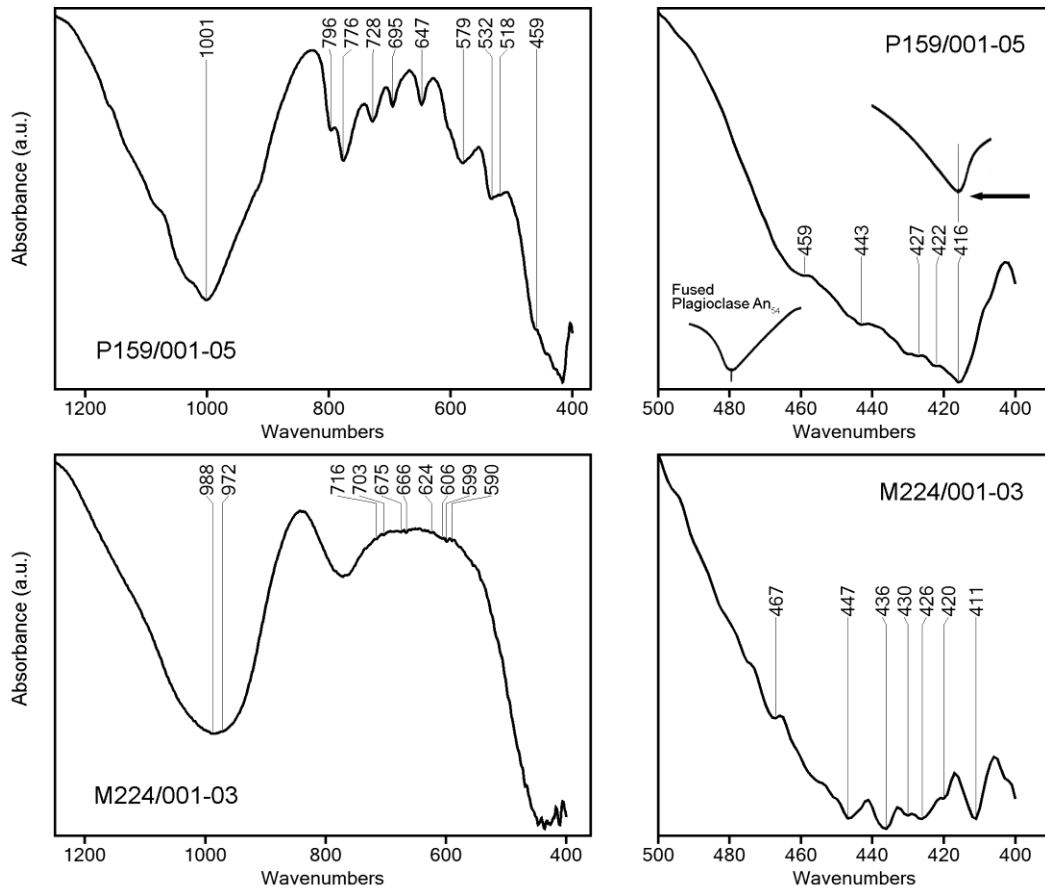 1001
796
776
728
695
647
579
532
518
459
Absorbance (a.u.)
P159/001-05
1200 1000 800 600 400
Wavenumbers
P159/001-05
459
443
427
422
416
Fused
Plagioclase An54
500 480 460 440 420 400
Wavenumbers
988
972
716
703
675
666
624
606
599
590
Absorbance (a.u.)
M224/001-03
1200 1000 800 600 400
Wavenumbers
M224/001-03
467
447
436
430
426
420
411
500 480 460 440 420 400
Wavenumbers